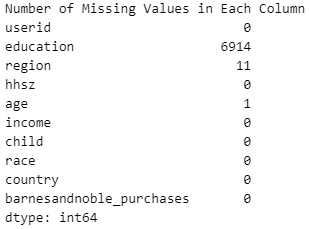 Number of Missing Values in Each Column
userid 0
education 6914
region 11
hhsz 0
age 1
income 0
child 0
race 0
country 0
barnesandnoble_purchases 0
dtype: int64